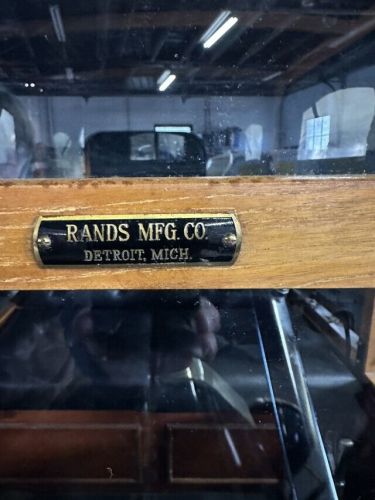 RANDS MFG. CO.
DETROIT, MICH.